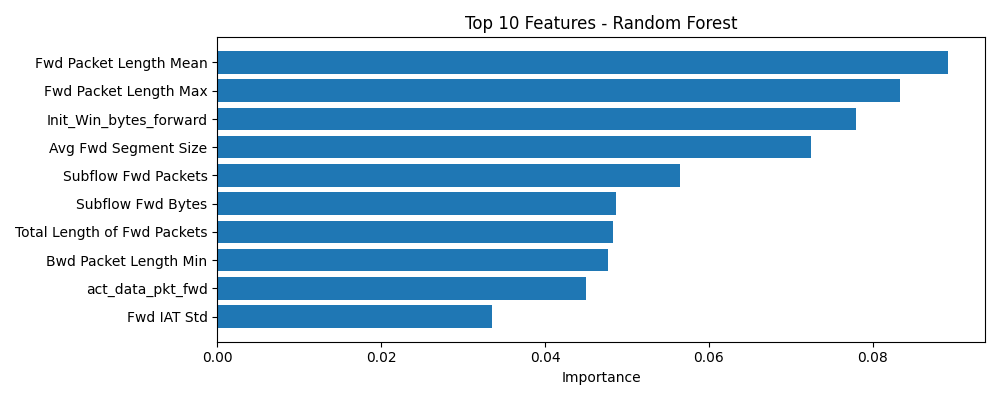 Top 10 Features - Random Forest
Fwd Packet Length Mean
Fwd Packet Length Max
Init_Win_bytes_forward
Avg Fwd Segment Size
Subflow Fwd Packets
Subflow Fwd Bytes
Total Length of Fwd Packets
Bwd Packet Length Min
act_data_pkt_fwd
Fwd IAT Std
0.00 0.02 0.04 0.06 0.08
Importance